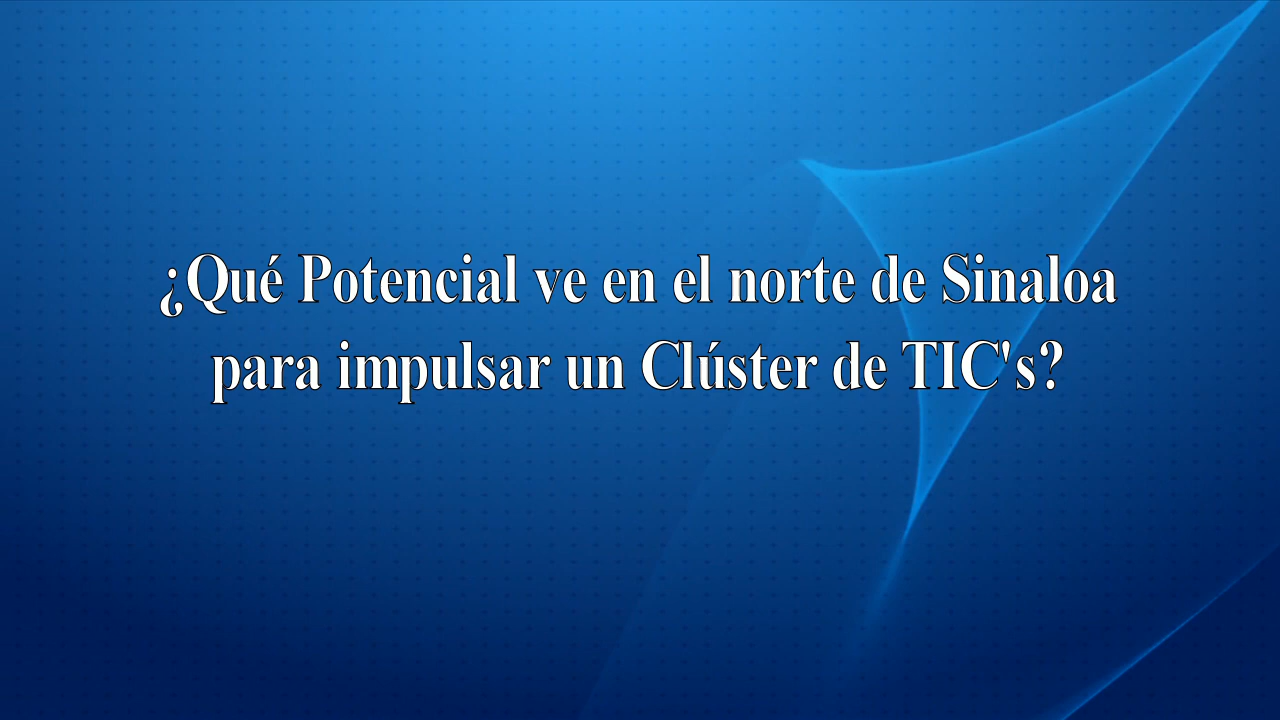 ¿Qué Potencial ve en el norte de Sinaloa
para impulsar un Clúster de TIC's?